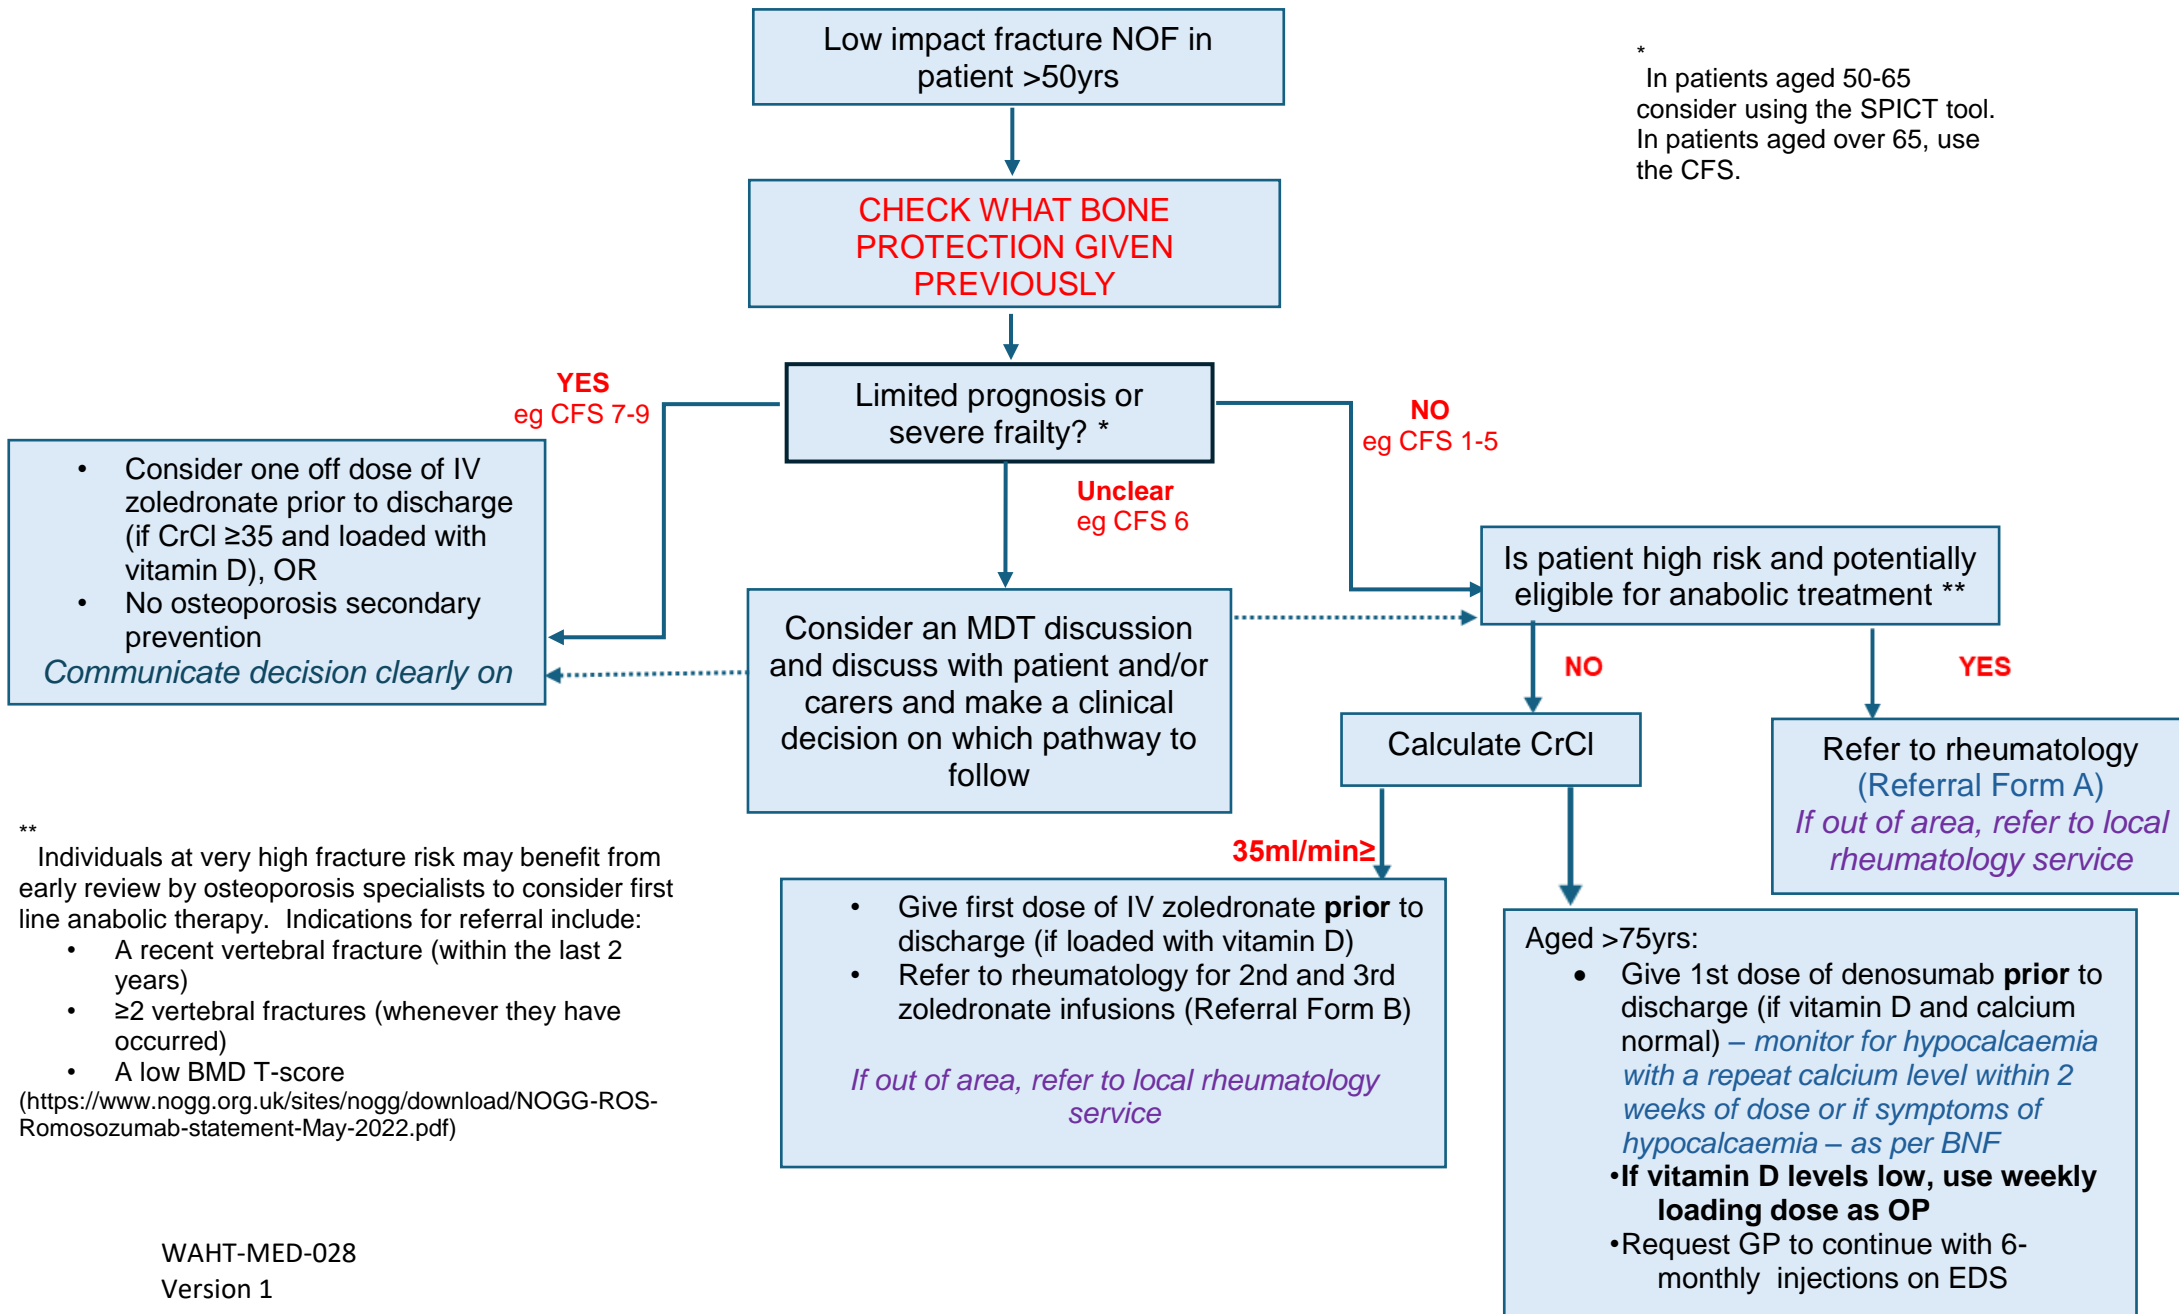 Low impact fracture NOF in
patient >50yrs
*
In patients aged 50-65
consider using the SPICT tool.
In patients aged over 65, use
the CFS.
CHECK WHAT BONE
PROTECTION GIVEN
PREVIOUSLY
Limited prognosis or
severe frailty? *
YES
eg CFS 7-9
NO
eg CFS 1-5
Unclear
eg CFS 6
• Consider one off dose of IV
zoledronate prior to discharge
(if CrCl ≥35 and loaded with
vitamin D), OR
• No osteoporosis secondary
prevention
Communicate decision clearly on
Consider an MDT discussion
and discuss with patient and/or
carers and make a clinical
decision on which pathway to
follow
Is patient high risk and potentially
eligible for anabolic treatment **
NO
YES
Calculate CrCl
Refer to rheumatology
(Referral Form A)
If out of area, refer to local
rheumatology service
35ml/min≥
• Give first dose of IV zoledronate prior to
discharge (if loaded with vitamin D)
• Refer to rheumatology for 2nd and 3rd
zoledronate infusions (Referral Form B)
If out of area, refer to local rheumatology
service
Aged >75yrs:
• Give 1st dose of denosumab prior to
discharge (if vitamin D and calcium
normal) – monitor for hypocalcaemia
with a repeat calcium level within 2
weeks of dose or if symptoms of
hypocalcaemia – as per BNF
•If vitamin D levels low, use weekly
loading dose as OP
•Request GP to continue with 6-
monthly injections on EDS
**
Individuals at very high fracture risk may benefit from
early review by osteoporosis specialists to consider first
line anabolic therapy. Indications for referral include:
• A recent vertebral fracture (within the last 2
years)
• ≥2 vertebral fractures (whenever they have
occurred)
• A low BMD T-score
(https://www.nogg.org.uk/sites/nogg/download/NOGG-ROS-
Romosozumab-statement-May-2022.pdf)
WAHT-MED-028
Version 1